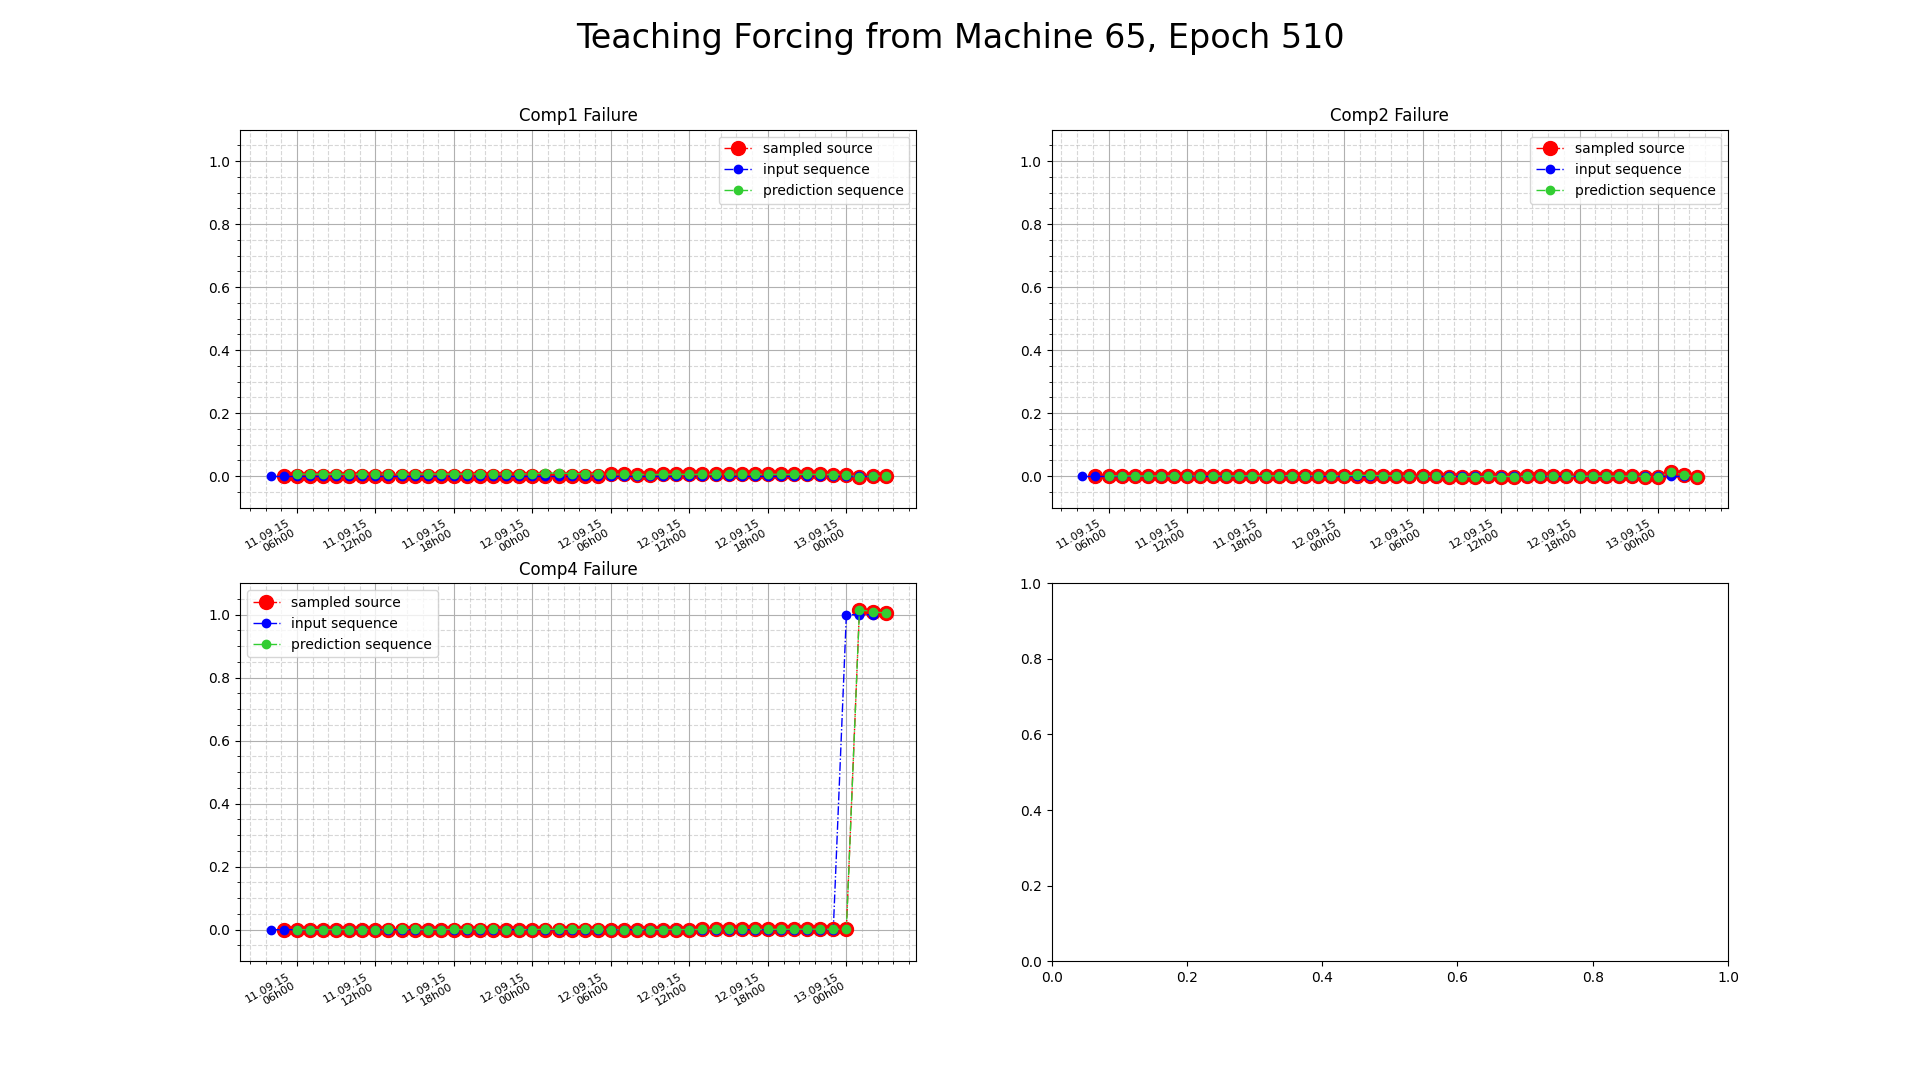 Teaching Forcing from Machine 65, Epoch 510
Comp1 Failure
1.0
0.8
0.6
0.4
0.2
0.0
sampled source
input sequence
prediction sequence
11.09.15
06h00
11.09.15
12h00
11.09.15
18h00
12.09.15
00h00
12.09.15
06h00
12.09.15
12h00
12.09.15
18h00
13.09.15
00h00
Comp2 Failure
1.0
0.8
0.6
0.4
0.2
0.0
sampled source
input sequence
prediction sequence
11.09.15
06h00
11.09.15
12h00
11.09.15
18h00
12.09.15
00h00
12.09.15
06h00
12.09.15
12h00
12.09.15
18h00
13.09.15
00h00
Comp4 Failure
1.0
0.8
0.6
0.4
0.2
0.0
sampled source
input sequence
prediction sequence
11.09.15
06h00
11.09.15
12h00
11.09.15
18h00
12.09.15
00h00
12.09.15
06h00
12.09.15
12h00
12.09.15
18h00
13.09.15
00h00
1.0
0.8
0.6
0.4
0.2
0.0
0.0 0.2 0.4 0.6 0.8 1.0